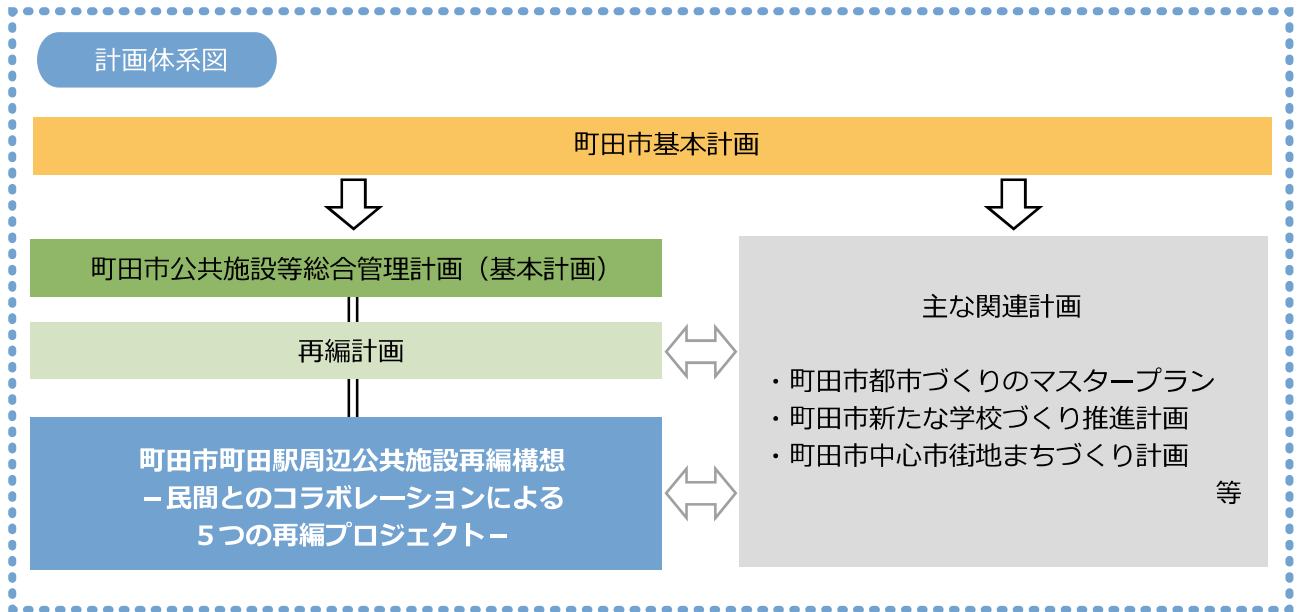 計画体系図
町田市基本計画
町田市公共施設等総合管理計画（基本計画）
再編計画
町田市町田駅周辺公共施設再編構想
－民間とのコラボレーションによる
５つの再編プロジェクト－
主な関連計画
・町田市都市づくりのマスタープラン
・町田市新たな学校づくり推進計画
・町田市中心市街地まちづくり計画
等